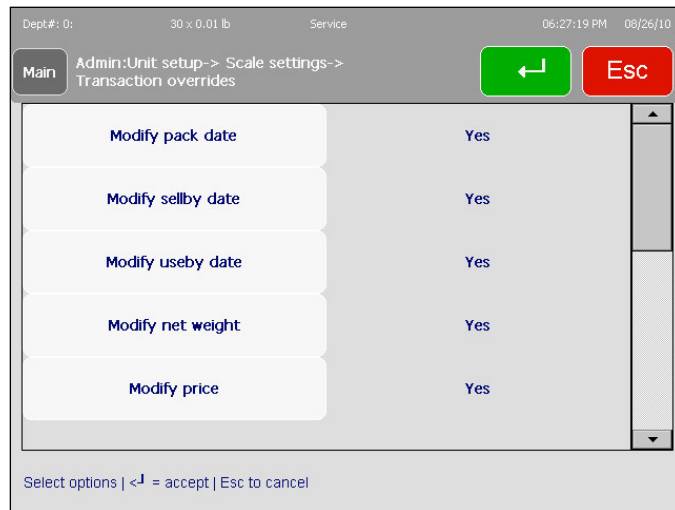 Dept#: 0: 30 x 0.01 lb Service 06:27:19 PM 08/26/10
Main Admin:Unit setup-> Scale settings-> Esc
Transaction overrides
Modify pack date Yes
Modify sellby date Yes
Modify useby date Yes
Modify net weight Yes
Modify price Yes
Select options | <┘ = accept | Esc to cancel